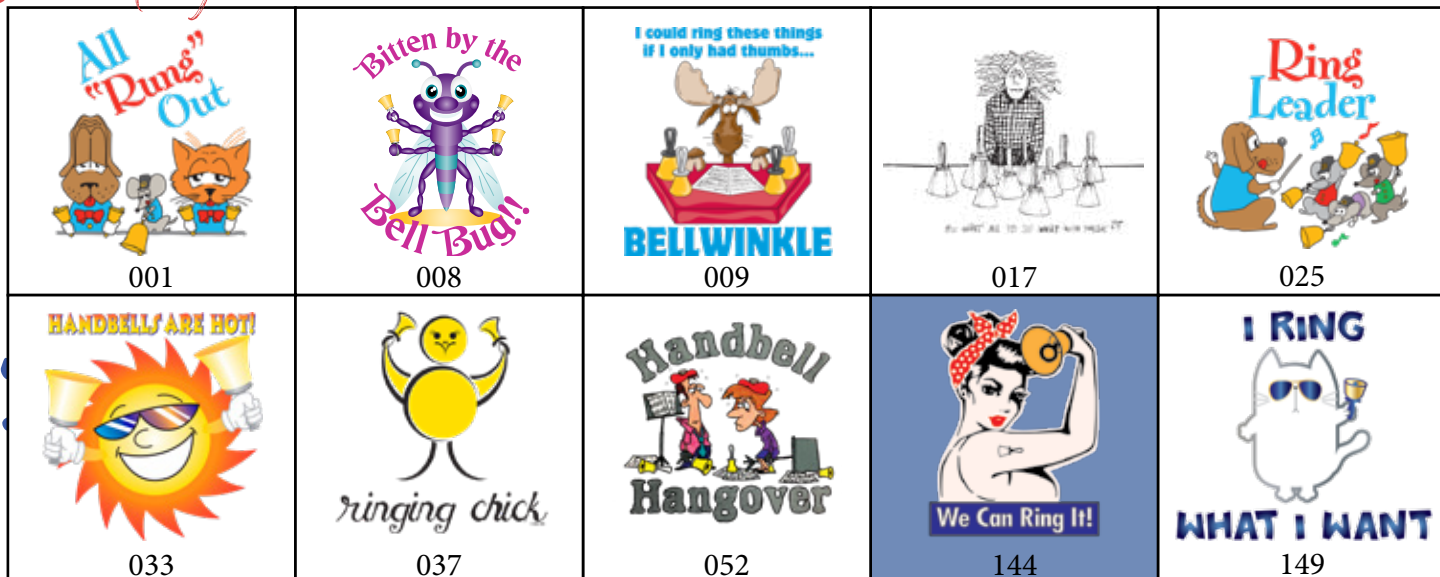 All
"Rung"
Out
001
Bitten by the
Bell Bug!!
008
I could ring these things
if I only had thumbs...
BELLWINKLE
009
017
Ring
Leader
025
HANDBELLS ARE HOT!
033
ringing chick
037
Handbell
Hangover
052
We Can Ring It!
144
I RING
WHAT I WANT
149